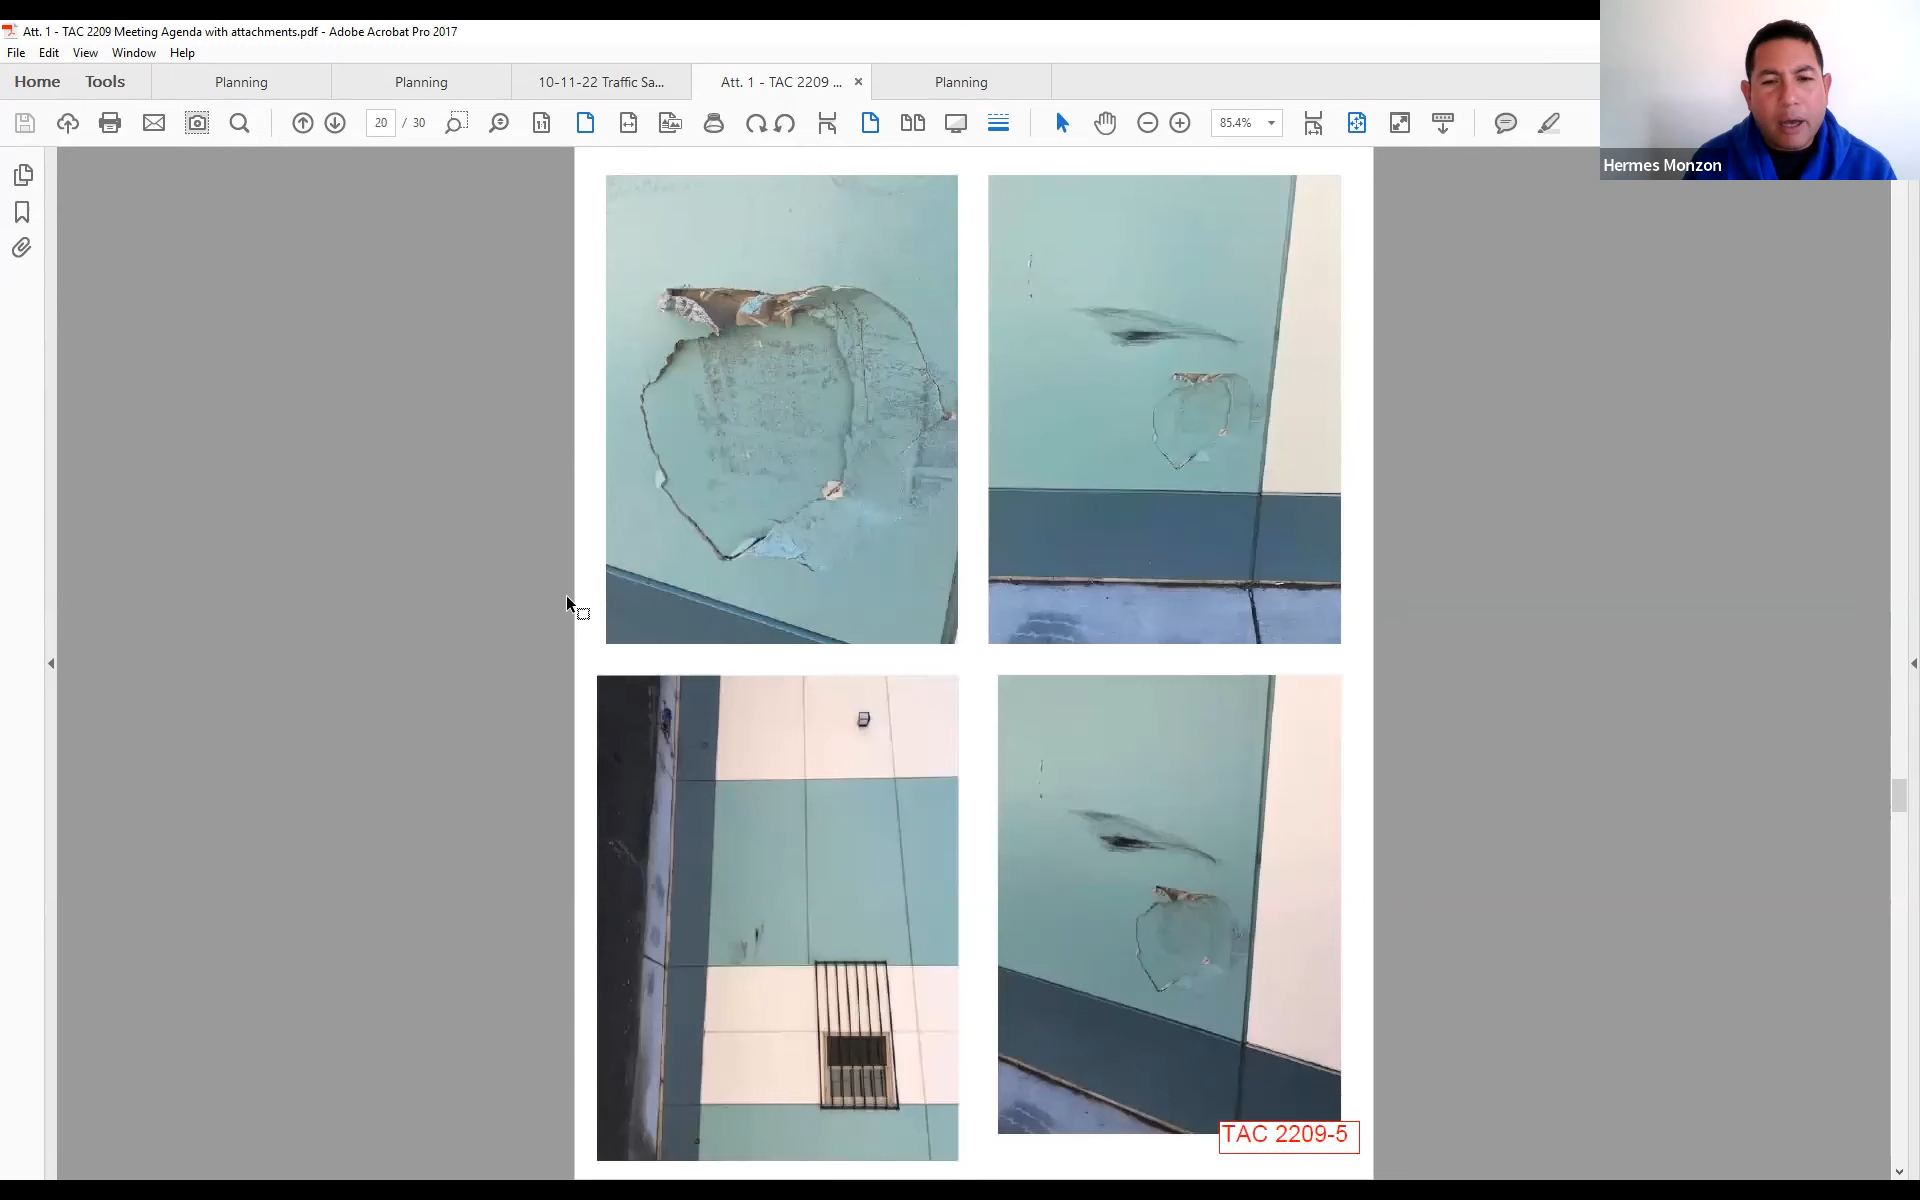 Att. 1 - TAC 2209 Meeting Agenda with attachments.pdf - Adobe Acrobat Pro 2017
File Edit View Window Help
Home Tools Planning Planning 10-11-22 Traffic Sa... Att. 1 - TAC 2209 ... × Planning
20 / 30 85.4%
Hermes Monzon
TAC 2209-5